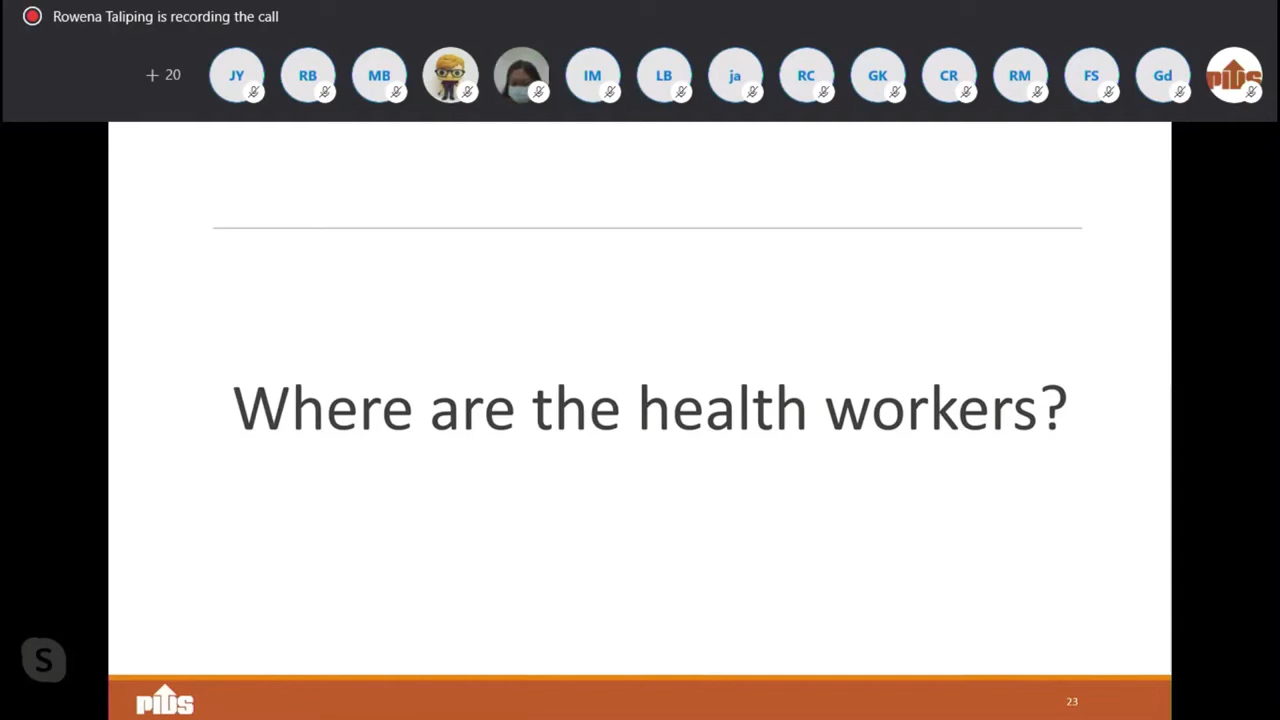 Rowena Taliping is recording the call
+ 20
JY
RB
MB
IM
LB
ja
RC
GK
CR
RM
FS
Gd
pids
Where are the health workers?
S
pids
23